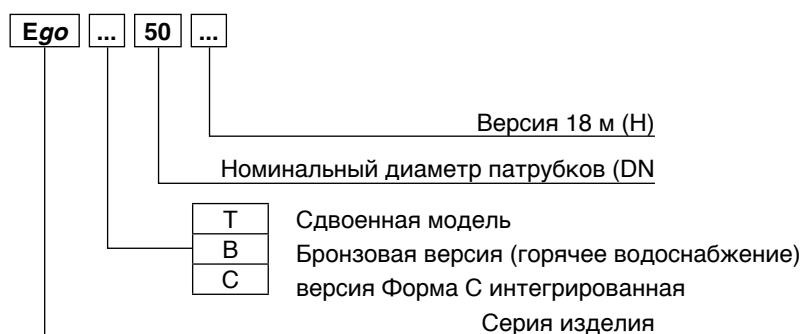 Ego ... 50 ...
Версия 18 м (H)
Номинальный диаметр патрубков (DN
T Сдвоенная модель
B Бронзовая версия (горячее водоснабжение)
C версия Форма C интегрированная
Серия изделия